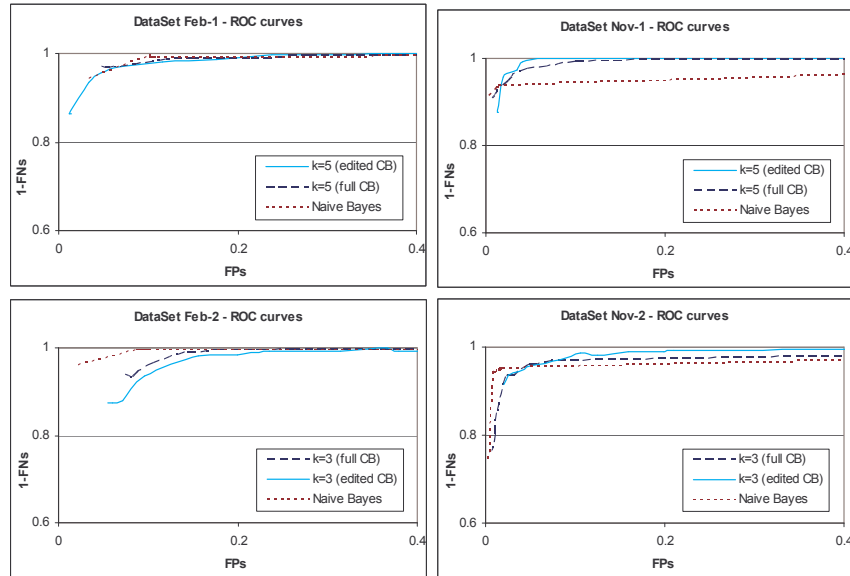 DataSet Feb-1 - ROC curves
1
0.8
0.6
1-FNs
k=5 (edited CB)
k=5 (full CB)
Naive Bayes
0
0.2
0.4
FPs
DataSet Nov-1 - ROC curves
1
0.8
0.6
1-FNs
k=5 (edited CB)
k=5 (full CB)
Naive Bayes
0
0.2
0.4
FPs
DataSet Feb-2 - ROC curves
1
0.8
0.6
1-FNs
k=3 (full CB)
k=3 (edited CB)
Naive Bayes
0
0.2
0.4
FPs
DataSet Nov-2 - ROC curves
1
0.8
0.6
1-FNs
k=3 (full CB)
k=3 (edited CB)
Naive Bayes
0
0.2
0.4
FPs